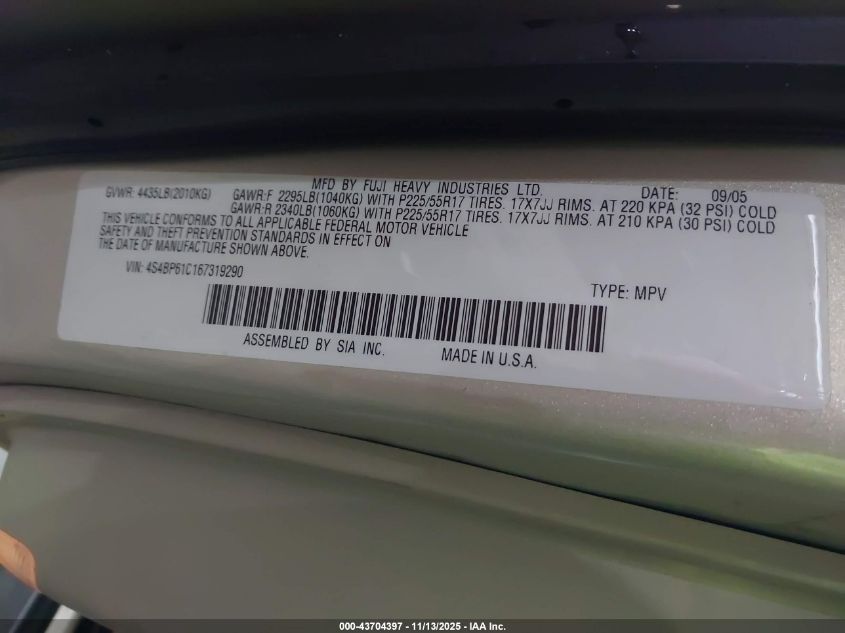 MFD BY FUJI HEAVY INDUSTRIES LTD. DATE: 09/05
GVWR: 4435LB(2010KG) GAWR:F 2295LB(1040KG) WITH P225/55R17 TIRES. 17X7JJ RIMS. AT 220 KPA (32 PSI) COLD
GAWR:R 2340LB(1060KG) WITH P225/55R17 TIRES. 17X7JJ RIMS. AT 210 KPA (30 PSI) COLD
THIS VEHICLE CONFORMS TO ALL APPLICABLE FEDERAL MOTOR VEHICLE
SAFETY AND THEFT PREVENTION STANDARDS IN EFFECT ON
THE DATE OF MANUFACTURE SHOWN ABOVE.
VIN: 4S4BP61C167319290 TYPE: MPV
ASSEMBLED BY SIA INC. MADE IN U.S.A.
000-43704397 - 11/13/2025 - IAA Inc.